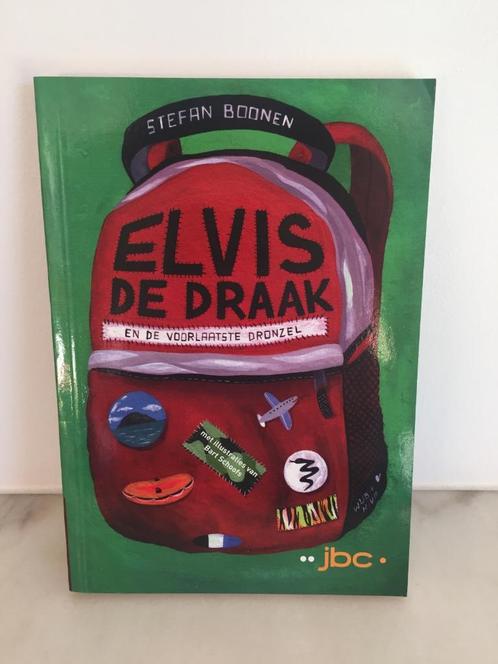 STEFAN BOONEN
ELVIS
DE DRAAK
EN DE VOORLAATSTE DRONZEL
met illustraties van
Bart Schoofs
jbc